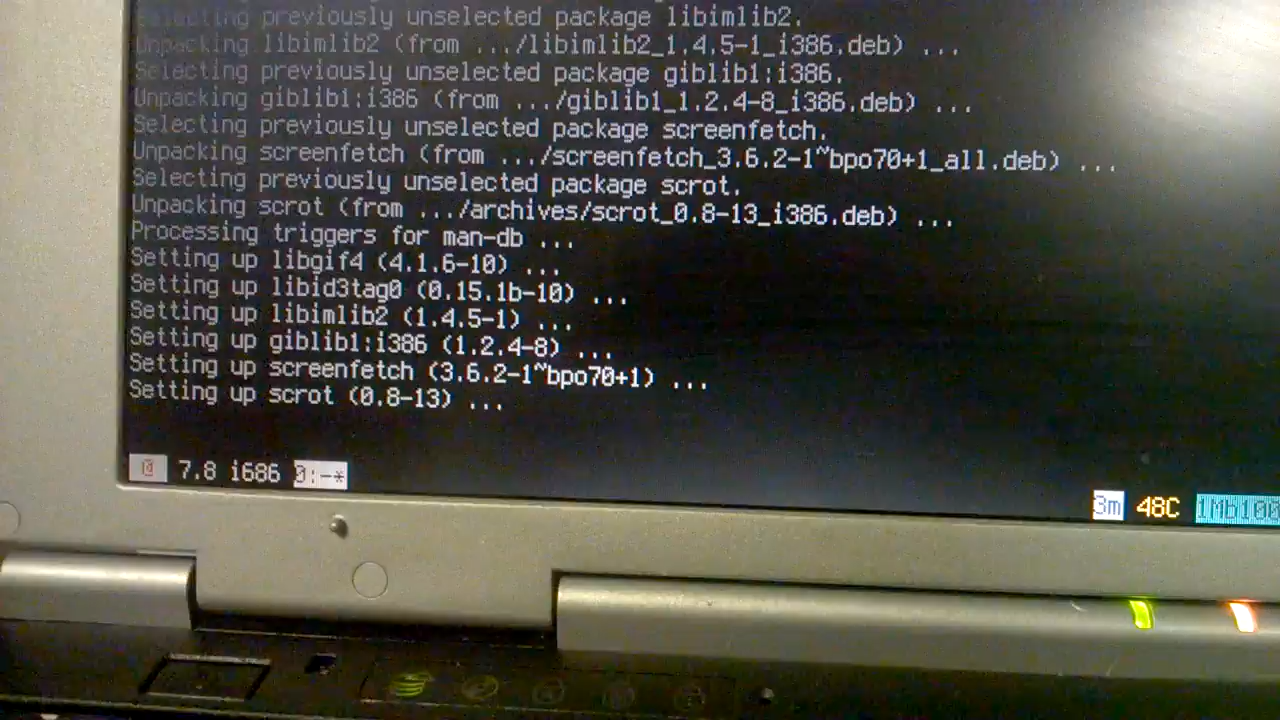 Selecting previously unselected package libimlib2.
Unpacking libimlib2 (from .../libimlib2_1.4.5-1_i386.deb) ...
Selecting previously unselected package giblib1:i386.
Unpacking giblib1:i386 (from .../giblib1_1.2.4-8_i386.deb) ...
Selecting previously unselected package screenfetch.
Unpacking screenfetch (from .../screenfetch_3.6.2-1~bpo70+1_all.deb) ...
Selecting previously unselected package scrot.
Unpacking scrot (from .../archives/scrot_0.8-13_i386.deb) ...
Processing triggers for man-db ...
Setting up libgif4 (4.1.6-10) ...
Setting up libid3tag0 (0.15.1b-10) ...
Setting up libimlib2 (1.4.5-1) ...
Setting up giblib1:i386 (1.2.4-8) ...
Setting up screenfetch (3.6.2-1~bpo70+1) ...
Setting up scrot (0.8-13) ...
@ 7.8 i686 0:-* 3m 48C